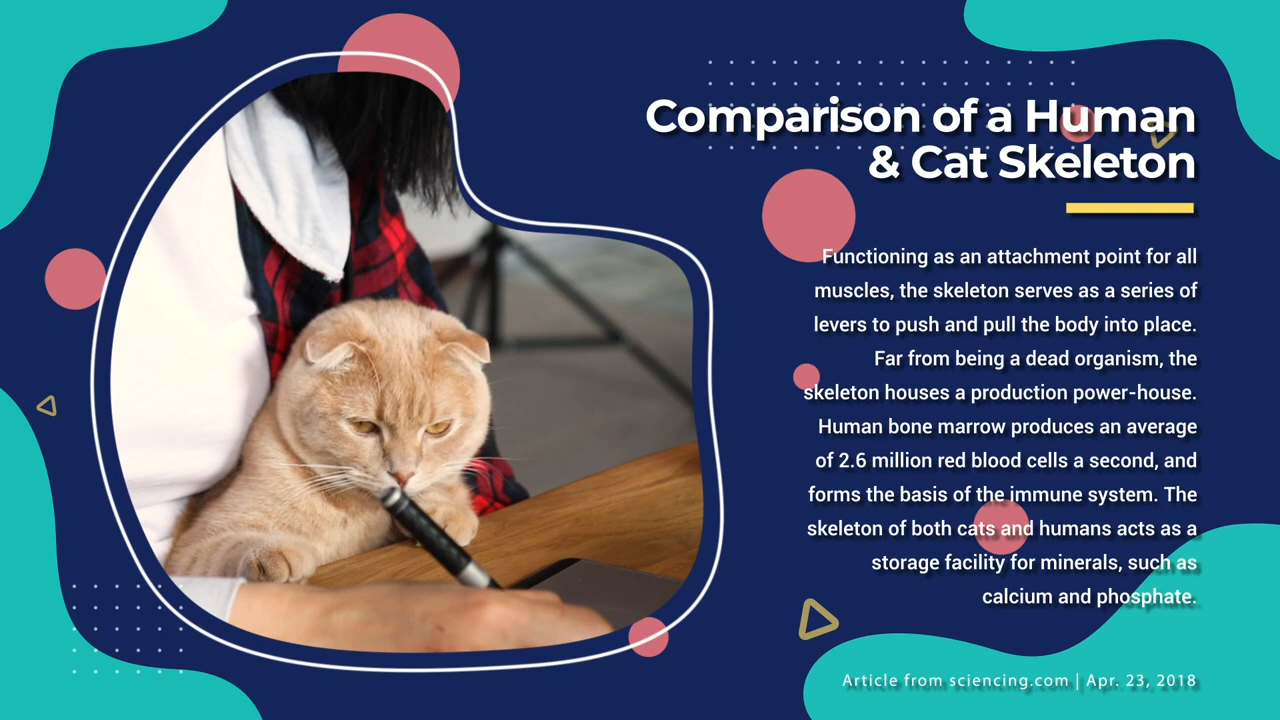 Comparison of a Human
& Cat Skeleton
Functioning as an attachment point for all
muscles, the skeleton serves as a series of
levers to push and pull the body into place.
Far from being a dead organism, the
skeleton houses a production power-house.
Human bone marrow produces an average
of 2.6 million red blood cells a second, and
forms the basis of the immune system. The
skeleton of both cats and humans acts as a
storage facility for minerals, such as
calcium and phosphate.
Article from sciencing.com | Apr. 23, 2018